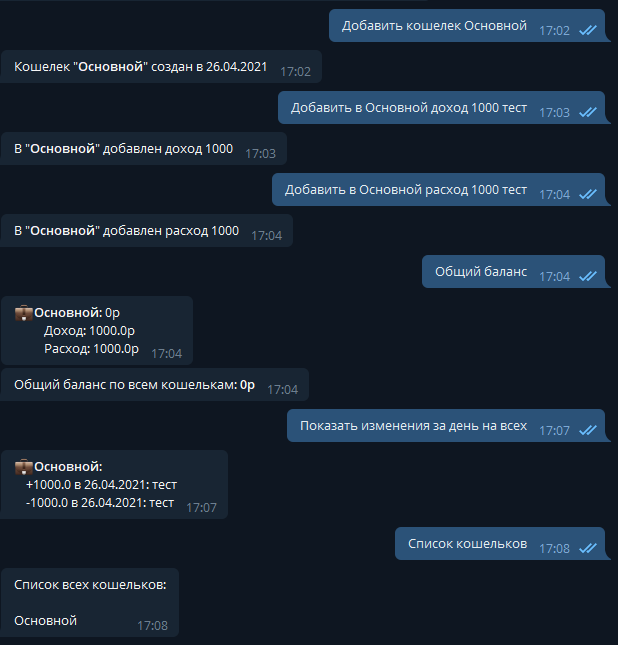 Добавить кошелек Основной 17:02
Кошелек "Основной" создан в 26.04.2021 17:02
Добавить в Основной доход 1000 тест 17:03
В "Основной" добавлен доход 1000 17:03
Добавить в Основной расход 1000 тест 17:04
В "Основной" добавлен расход 1000 17:04
Общий баланс 17:04
Основной: 0р
Доход: 1000.0р
Расход: 1000.0р 17:04
Общий баланс по всем кошелькам: 0р 17:04
Показать изменения за день на всех 17:07
Основной:
+1000.0 в 26.04.2021: тест
-1000.0 в 26.04.2021: тест 17:07
Список кошельков 17:08
Список всех кошельков:
Основной 17:08